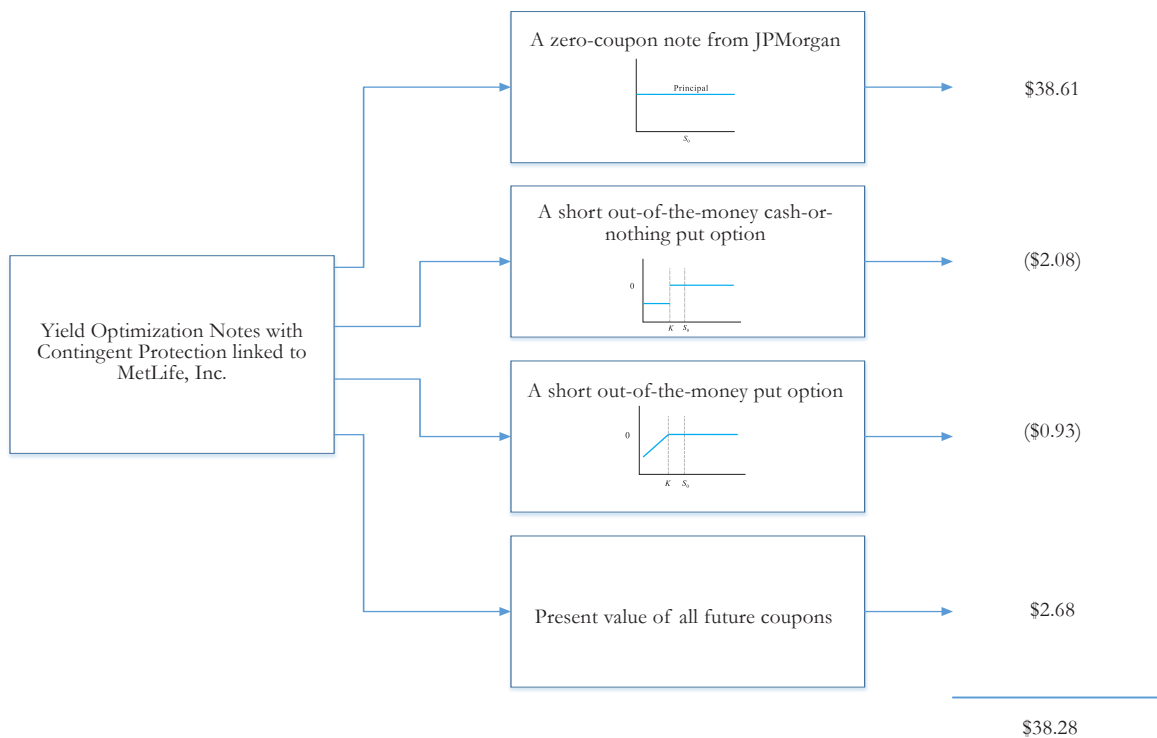 A zero-coupon note from JPMorgan
Principal
S₀
$38.61
A short out-of-the-money cash-or-
nothing put option
0
K S₀
($2.08)
Yield Optimization Notes with
Contingent Protection linked to
MetLife, Inc.
A short out-of-the-money put option
0
K S₀
($0.93)
Present value of all future coupons
$2.68
$38.28